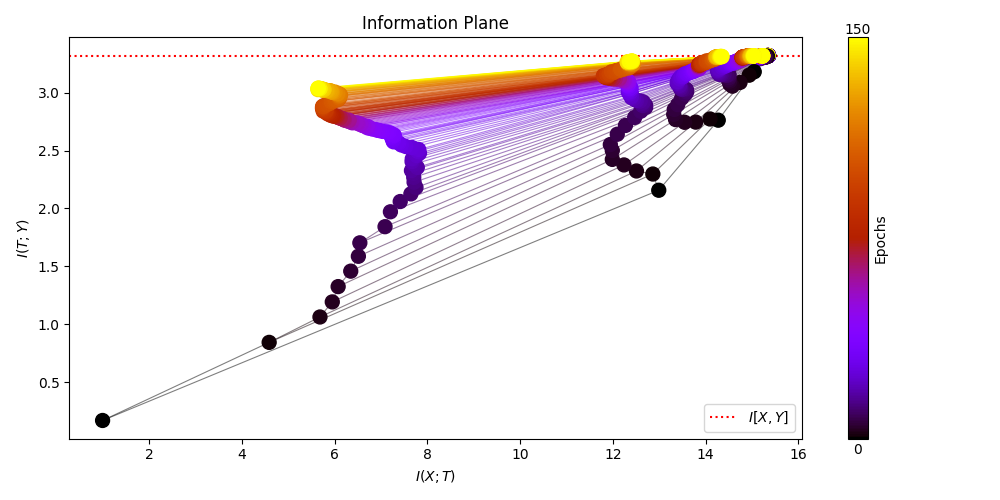 Information Plane
150
3.0
2.5
2.0
1.5
1.0
0.5
I(T; Y)
I[X, Y]
Epochs
0
2 4 6 8 10 12 14 16
I(X; T)